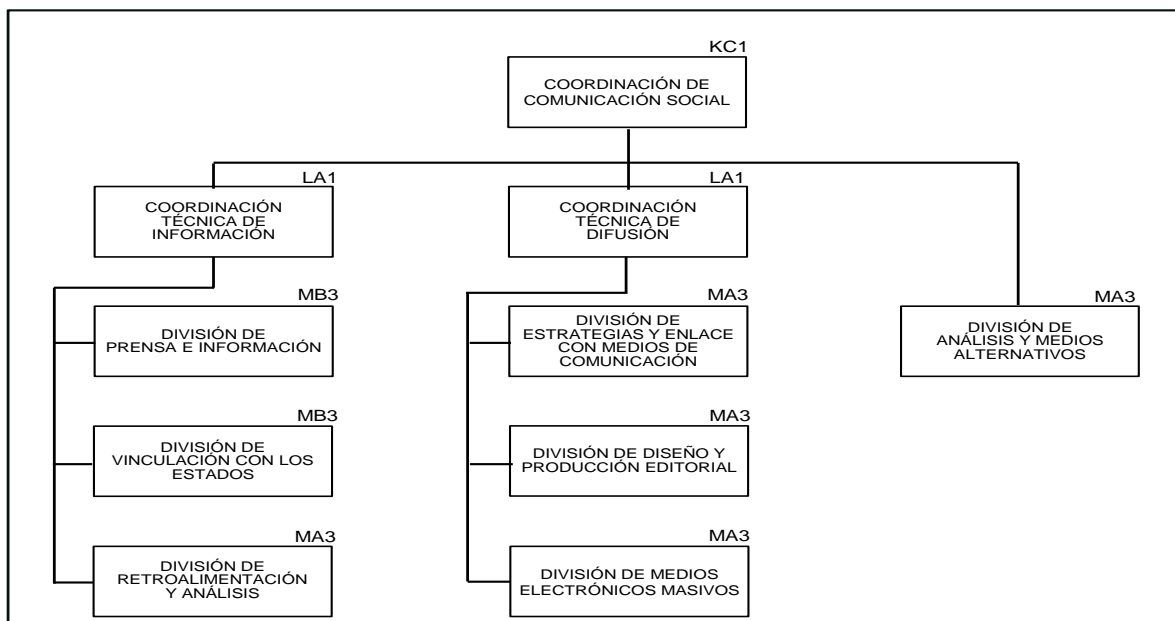 KC1
COORDINACIÓN DE
COMUNICACIÓN SOCIAL
LA1
COORDINACIÓN
TÉCNICA DE
INFORMACIÓN
LA1
COORDINACIÓN
TÉCNICA DE
DIFUSIÓN
MB3
DIVISIÓN DE
PRENSA E INFORMACIÓN
MA3
DIVISIÓN DE
ESTRATEGIAS Y ENLACE
CON MEDIOS DE
COMUNICACIÓN
MA3
DIVISIÓN DE
ANÁLISIS Y MEDIOS
ALTERNATIVOS
MB3
DIVISIÓN DE
VINCULACIÓN CON LOS
ESTADOS
MA3
DIVISIÓN DE DISEÑO Y
PRODUCCIÓN EDITORIAL
MA3
DIVISIÓN DE
RETROALIMENTACIÓN
Y ANÁLISIS
MA3
DIVISIÓN DE MEDIOS
ELECTRÓNICOS MASIVOS